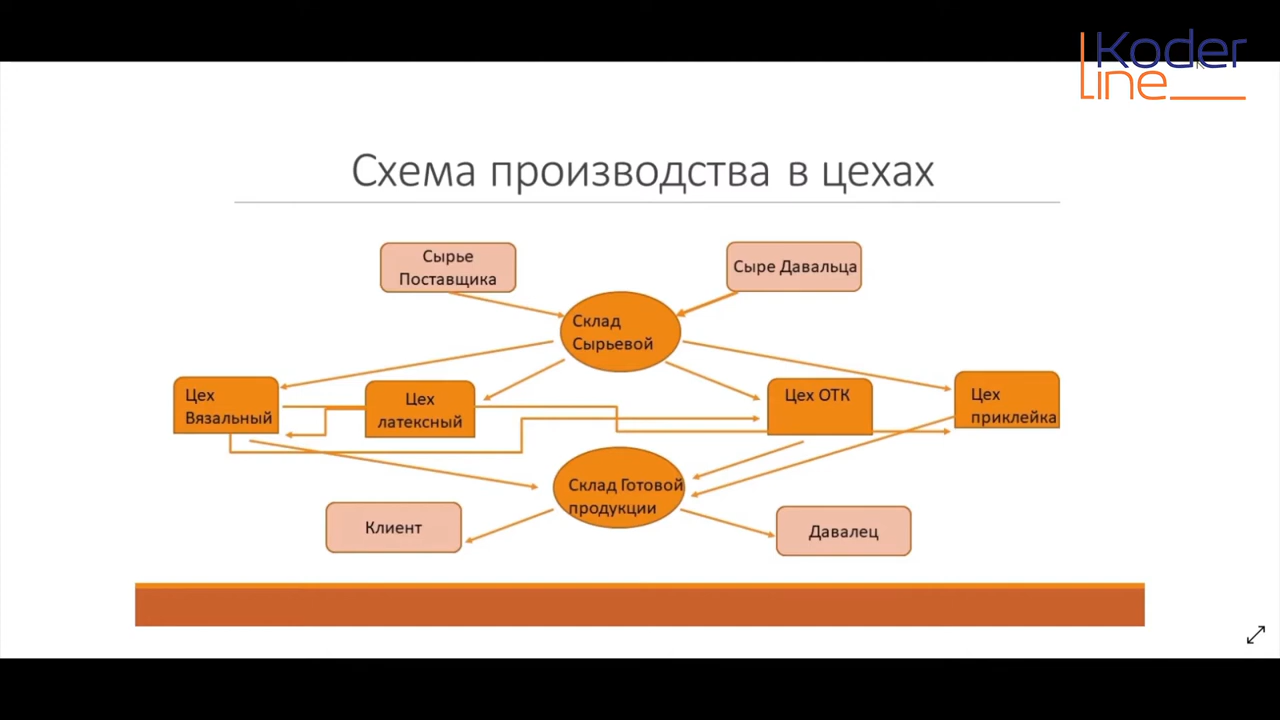 Koder
Line
Схема производства в цехах
Сырье
Поставщика
Сыре Давальца
Склад
Сырьевой
Цех
Вязальный
Цех
латексный
Цех ОТК
Цех
приклейка
Склад Готовой
продукции
Клиент
Давалец